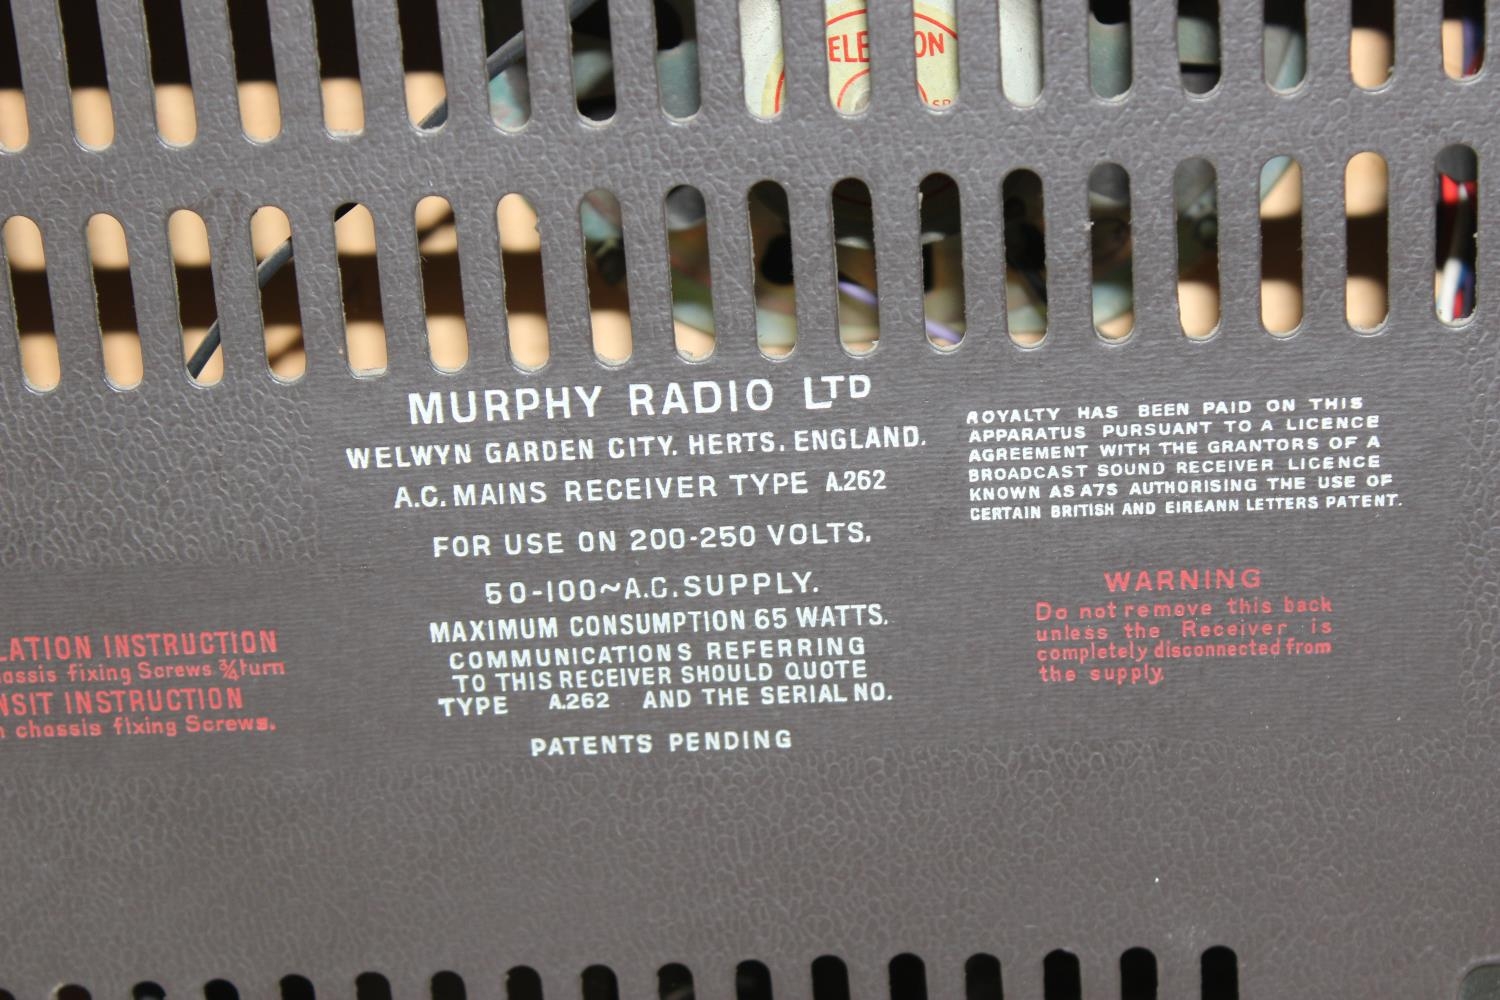 MURPHY RADIO LTD
WELWYN GARDEN CITY. HERTS. ENGLAND.
A.C. MAINS RECEIVER TYPE A.262
FOR USE ON 200-250 VOLTS.
50-100~A.C. SUPPLY.
MAXIMUM CONSUMPTION 65 WATTS.
COMMUNICATIONS REFERRING
TO THIS RECEIVER SHOULD QUOTE
TYPE A.262 AND THE SERIAL NO.
PATENTS PENDING
ROYALTY HAS BEEN PAID ON THIS
APPARATUS PURSUANT TO A LICENCE
AGREEMENT WITH THE GRANTORS OF A
BROADCAST SOUND RECEIVER LICENCE
KNOWN AS A7S AUTHORISING THE USE OF
CERTAIN BRITISH AND EIREANN LETTERS PATENT.
WARNING
Do not remove this back
unless the Receiver is
completely disconnected from
the supply.
INSTRUCTION
fixing Screws ¾ turn
INSTRUCTION
chassis fixing Screws.